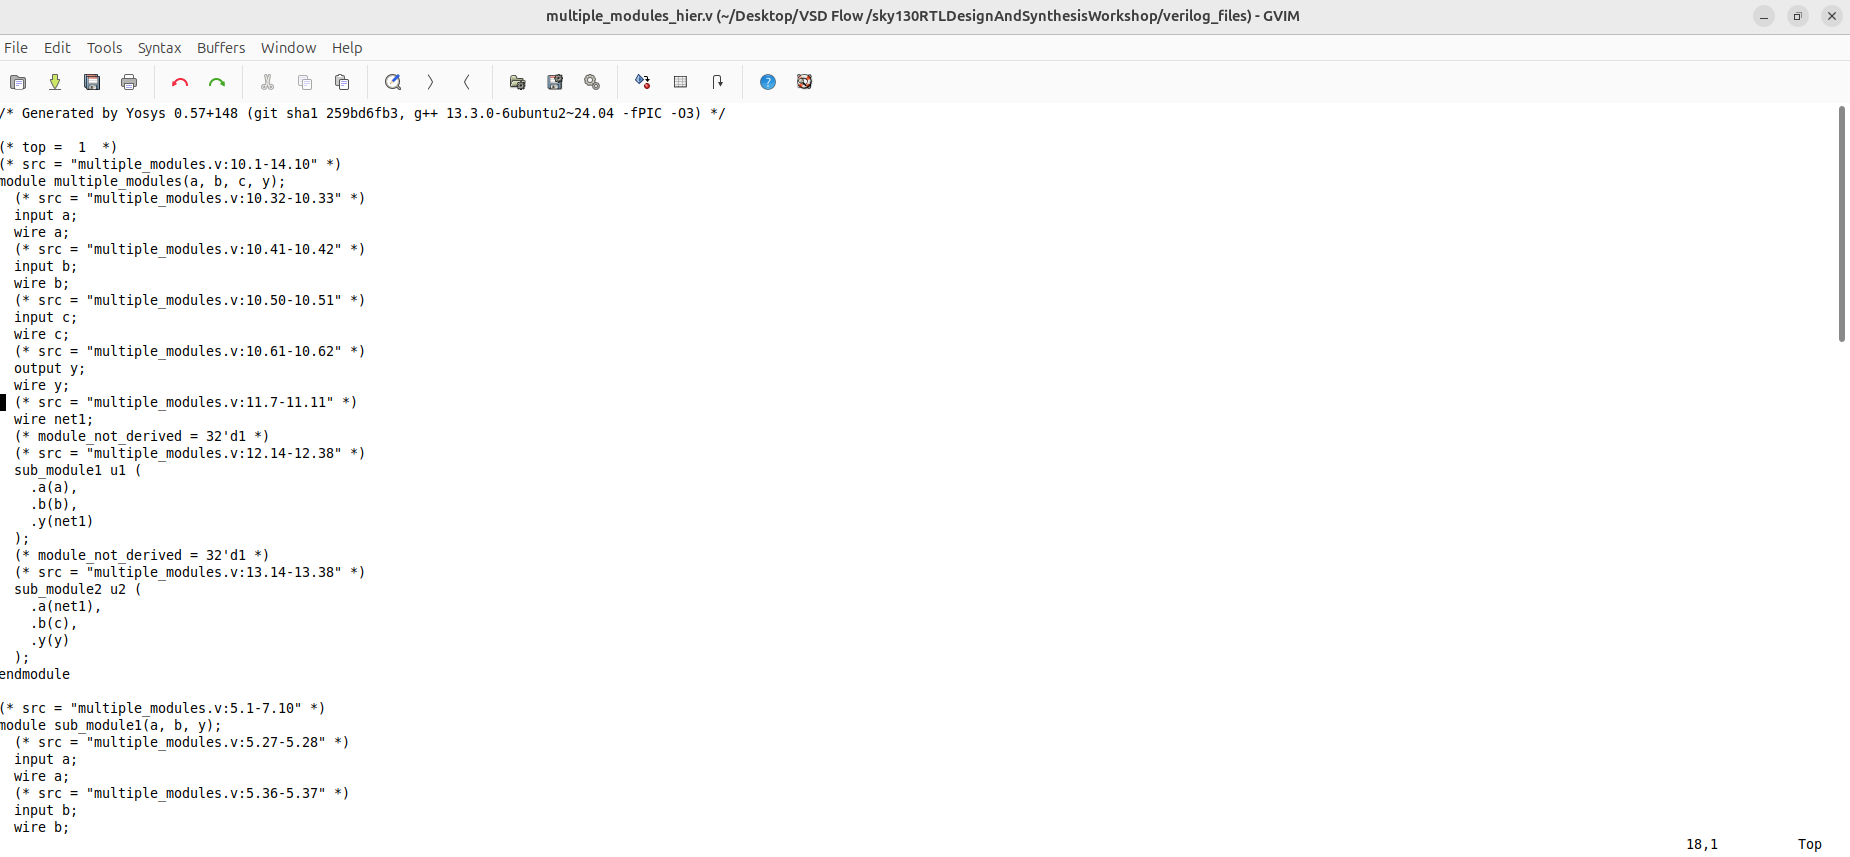 multiple_modules_hier.v (~/Desktop/VSD Flow /sky130RTLDesignAndSynthesisWorkshop/verilog_files) - GVIM
File Edit Tools Syntax Buffers Window Help
/* Generated by Yosys 0.57+148 (git sha1 259bd6fb3, g++ 13.3.0-6ubuntu2~24.04 -fPIC -O3) */
(* top =  1  *)
(* src = "multiple_modules.v:10.1-14.10" *)
module multiple_modules(a, b, c, y);
  (* src = "multiple_modules.v:10.32-10.33" *)
  input a;
  wire a;
  (* src = "multiple_modules.v:10.41-10.42" *)
  input b;
  wire b;
  (* src = "multiple_modules.v:10.50-10.51" *)
  input c;
  wire c;
  (* src = "multiple_modules.v:10.61-10.62" *)
  output y;
  wire y;
  (* src = "multiple_modules.v:11.7-11.11" *)
  wire net1;
  (* module_not_derived = 32'd1 *)
  (* src = "multiple_modules.v:12.14-12.38" *)
  sub_module1 u1 (
    .a(a),
    .b(b),
    .y(net1)
  );
  (* module_not_derived = 32'd1 *)
  (* src = "multiple_modules.v:13.14-13.38" *)
  sub_module2 u2 (
    .a(net1),
    .b(c),
    .y(y)
  );
endmodule
(* src = "multiple_modules.v:5.1-7.10" *)
module sub_module1(a, b, y);
  (* src = "multiple_modules.v:5.27-5.28" *)
  input a;
  wire a;
  (* src = "multiple_modules.v:5.36-5.37" *)
  input b;
  wire b;
18,1 Top